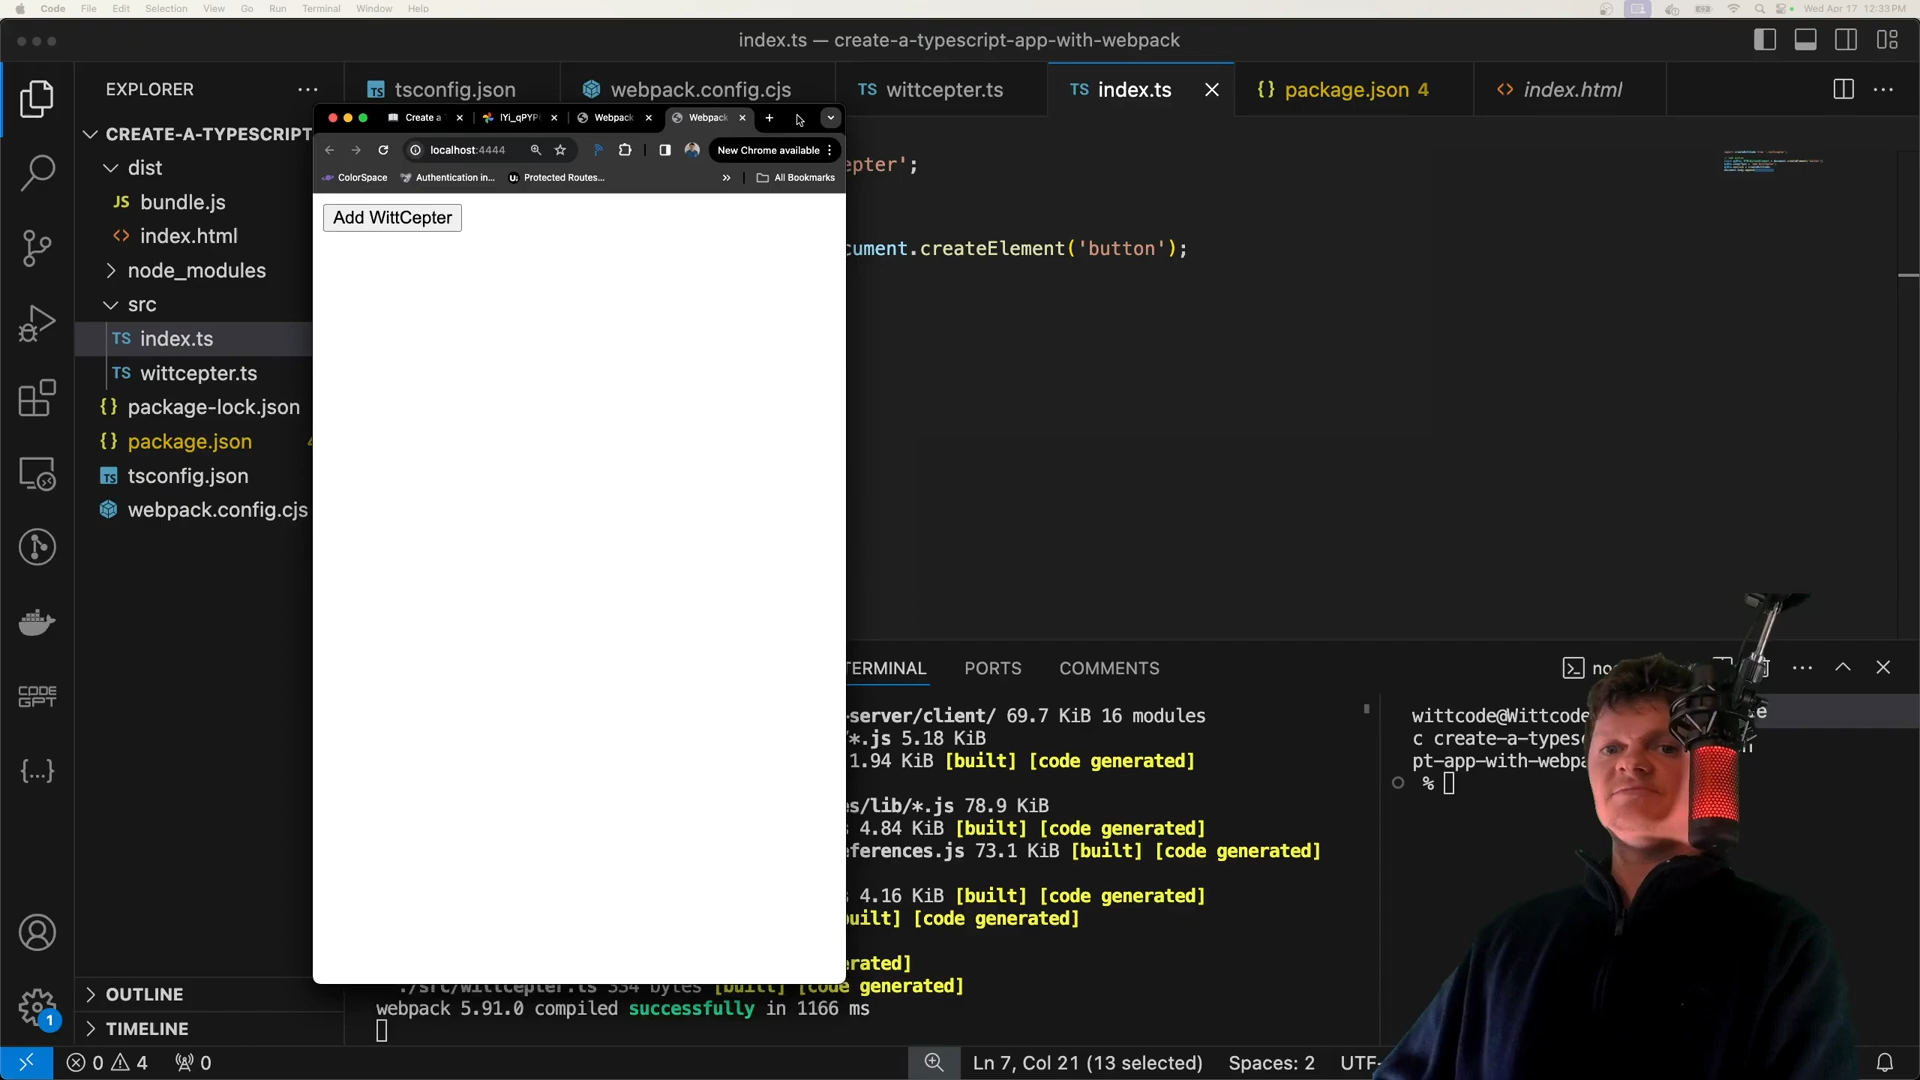 Code File Edit Selection View Go Run Terminal Window Help
Wed Apr 17 12:33 PM
index.ts — create-a-typescript-app-with-webpack
EXPLORER
tsconfig.json
webpack.config.cjs
TS wittcepter.ts
TS index.ts
{} package.json 4
<> index.html
CREATE-A-TYPESCRIPT
dist
JS bundle.js
<> index.html
node_modules
src
TS index.ts
TS wittcepter.ts
{} package-lock.json
{} package.json
TS tsconfig.json
webpack.config.cjs
OUTLINE
TIMELINE
CODE GPT
{...}
1
Create a
lYi_qPYP
Webpack
Webpack
localhost:4444
New Chrome available
ColorSpace
Authentication in...
Protected Routes...
»
All Bookmarks
Add WittCepter
epter';
cument.createElement('button');
TERMINAL
PORTS
COMMENTS
-server/client/ 69.7 KiB 16 modules
*.js 5.18 KiB
1.94 KiB [built] [code generated]
es/lib/*.js 78.9 KiB
4.84 KiB [built] [code generated]
eferences.js 73.1 KiB [built] [code generated]
4.16 KiB [built] [code generated]
built] [code generated]
rated]
./src/wittcepter.ts 334 bytes [built] [code generated]
webpack 5.91.0 compiled successfully in 1166 ms
wittcode@Wittcode
c create-a-types
pt-app-with-webpa
%
0 4 0
Ln 7, Col 21 (13 selected)
Spaces: 2
UTF-